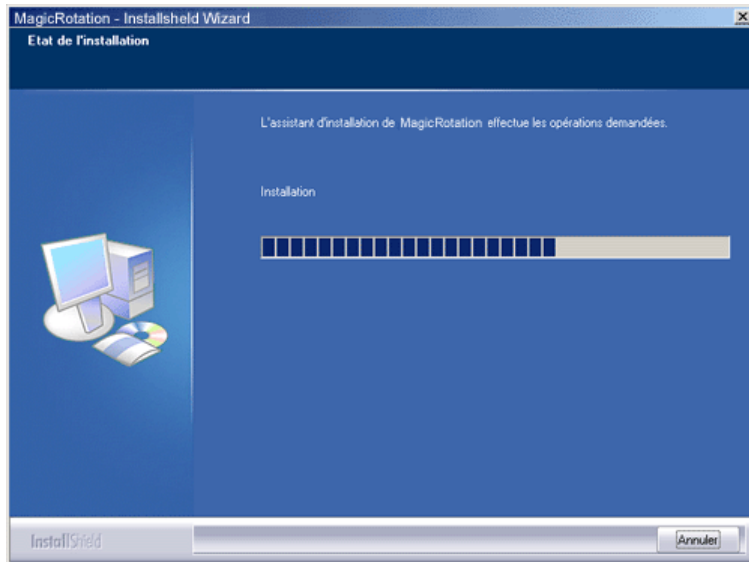 MagicRotation - Installsheld Wizard
Etat de l'installation
L'assistant d'installation de MagicRotation effectue les opérations demandées.
Installation
InstallShield
Annuler